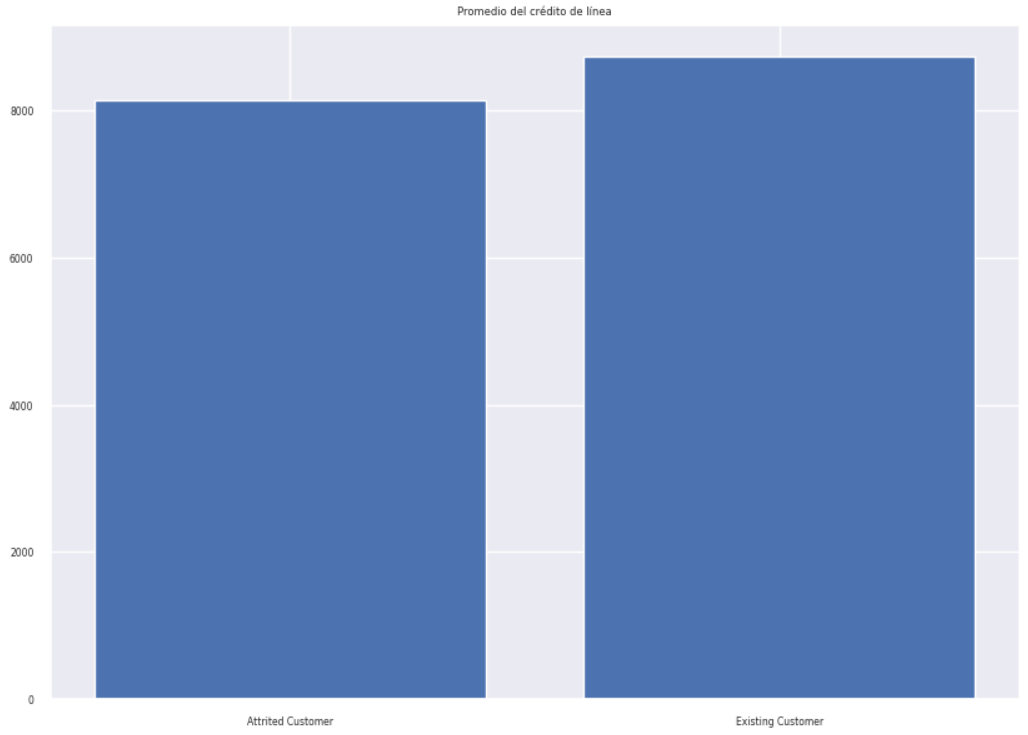 Promedio del crédito de línea
8000
6000
4000
2000
0
Attrited Customer
Existing Customer